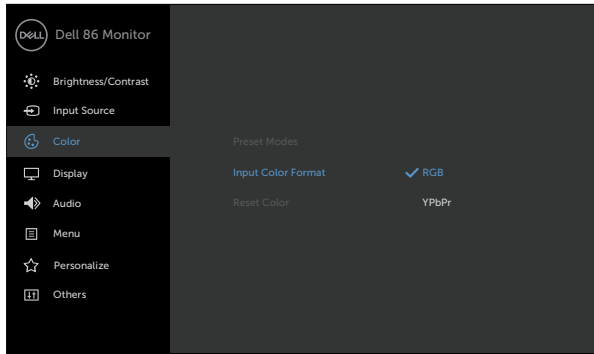 DELL Dell 86 Monitor
Brightness/Contrast
Input Source
Color
Preset Modes
Display
Input Color Format RGB
Audio
Reset Color YPbPr
Menu
Personalize
Others